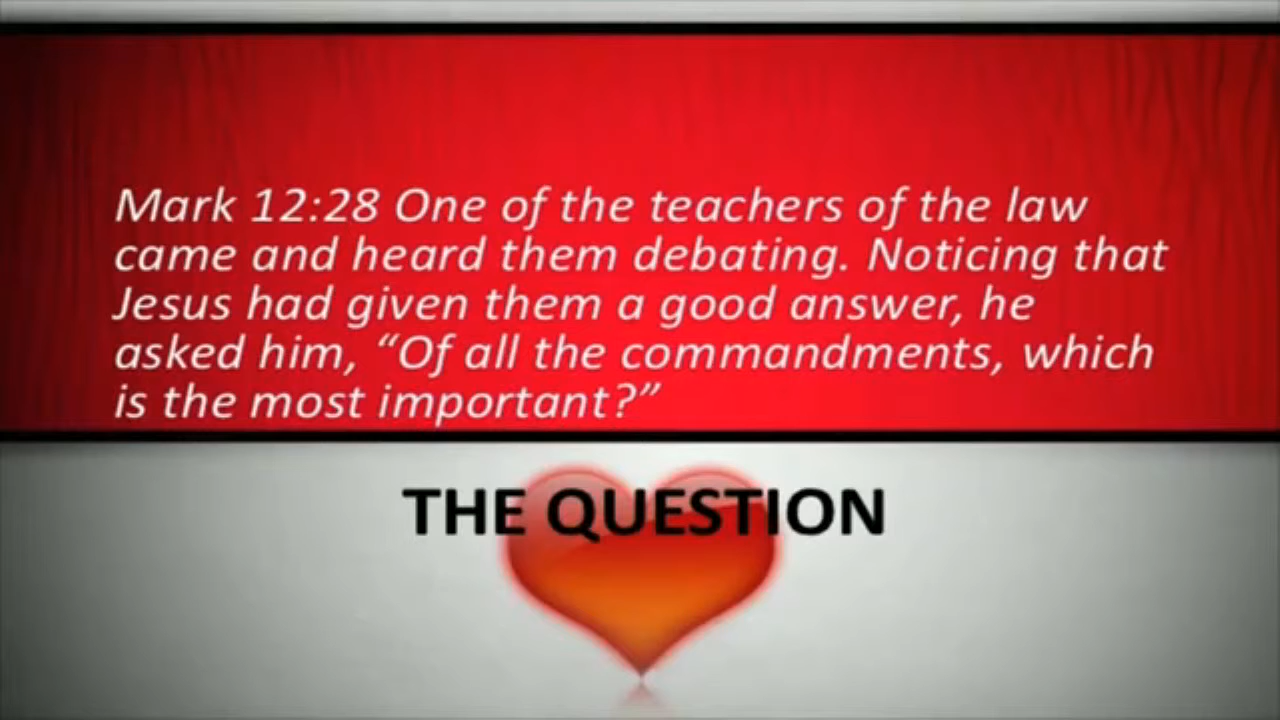 Mark 12:28 One of the teachers of the law
came and heard them debating. Noticing that
Jesus had given them a good answer, he
asked him, “Of all the commandments, which
is the most important?”
THE QUESTION